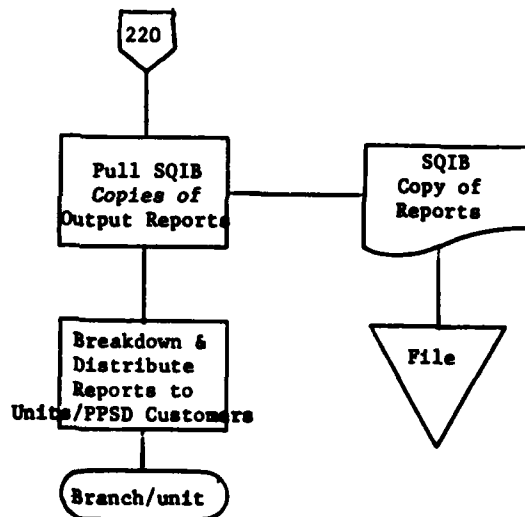 220
Pull SQIB
Copies of
Output Reports
SQIB
Copy of
Reports
Breakdown &
Distribute
Reports to
Units/PPSD Customers
File
Branch/unit